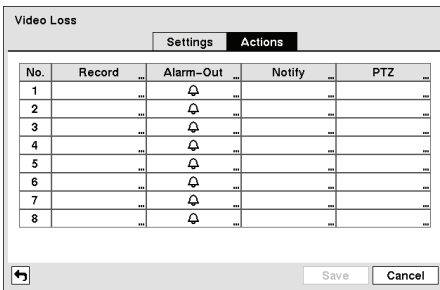 Video Loss
Settings Actions
No. Record ... Alarm-Out ... Notify ... PTZ ...
1 ... ... ... ...
2 ... ... ... ...
3 ... ... ... ...
4 ... ... ... ...
5 ... ... ... ...
6 ... ... ... ...
7 ... ... ... ...
8 ... ... ... ...
Save Cancel